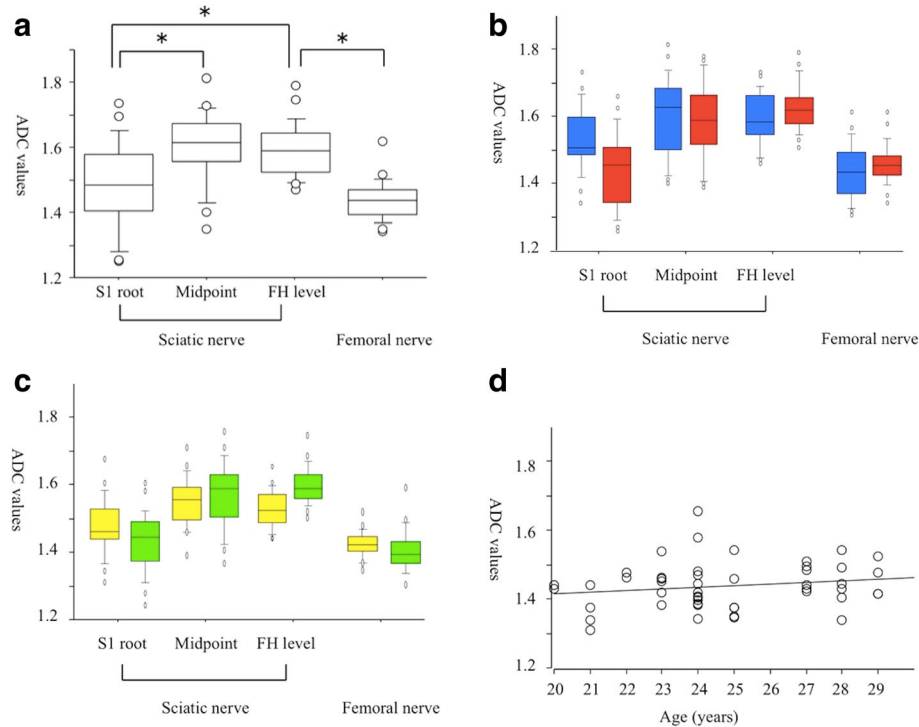 a
* * *
1.8
1.6
1.4
1.2
ADC values
S1 root Midpoint FH level
Sciatic nerve Femoral nerve
b
1.8
1.6
1.4
1.2
ADC values
S1 root Midpoint FH level
Sciatic nerve Femoral nerve
c
1.8
1.6
1.4
1.2
ADC values
S1 root Midpoint FH level
Sciatic nerve Femoral nerve
d
1.8
1.6
1.4
1.2
ADC values
20 21 22 23 24 25 26 27 28 29
Age (years)